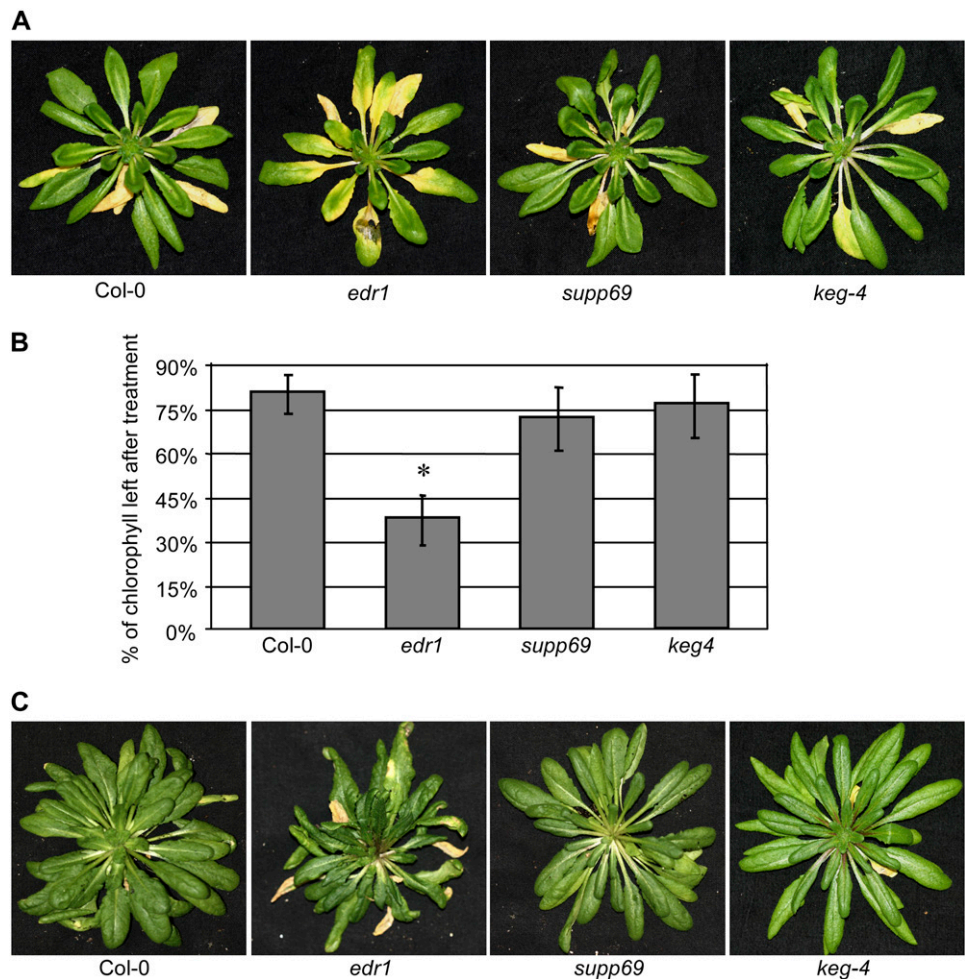 A
Col-0 edr1 supp69 keg-4
B
% of chlorophyll left after treatment
90%
75%
60%
45%
30%
15%
0%
*
Col-0 edr1 supp69 keg4
C
Col-0 edr1 supp69 keg-4